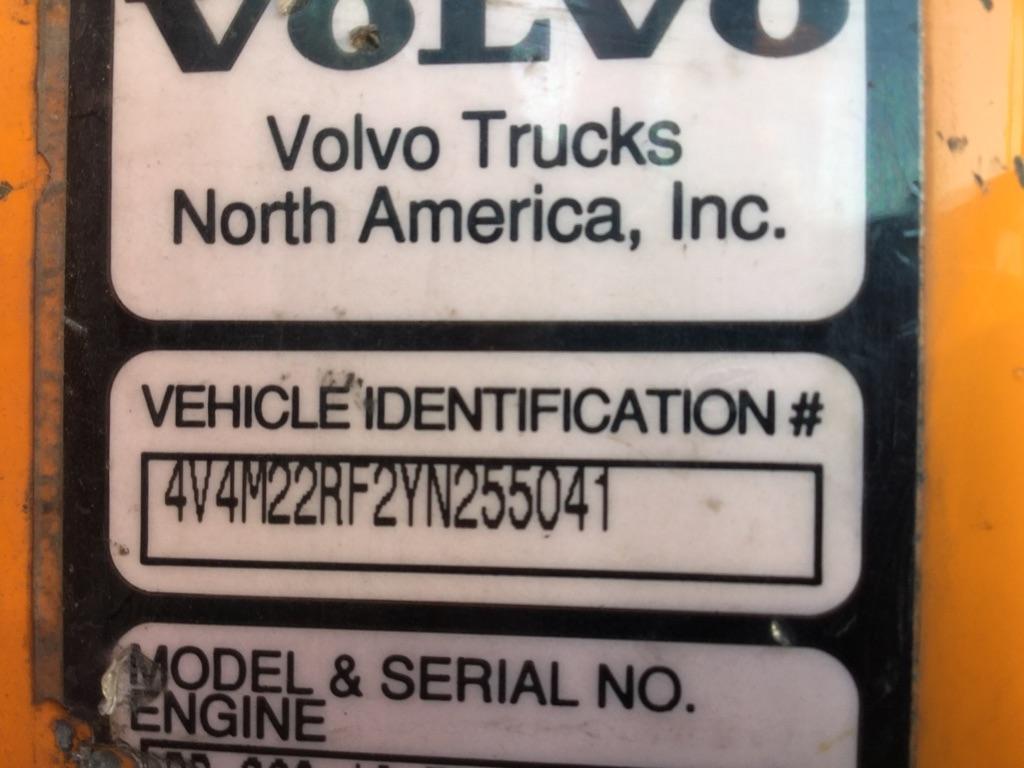 VOLVO
Volvo Trucks
North America, Inc.
VEHICLE IDENTIFICATION #
4V4M22RF2YN255041
MODEL & SERIAL NO.
ENGINE